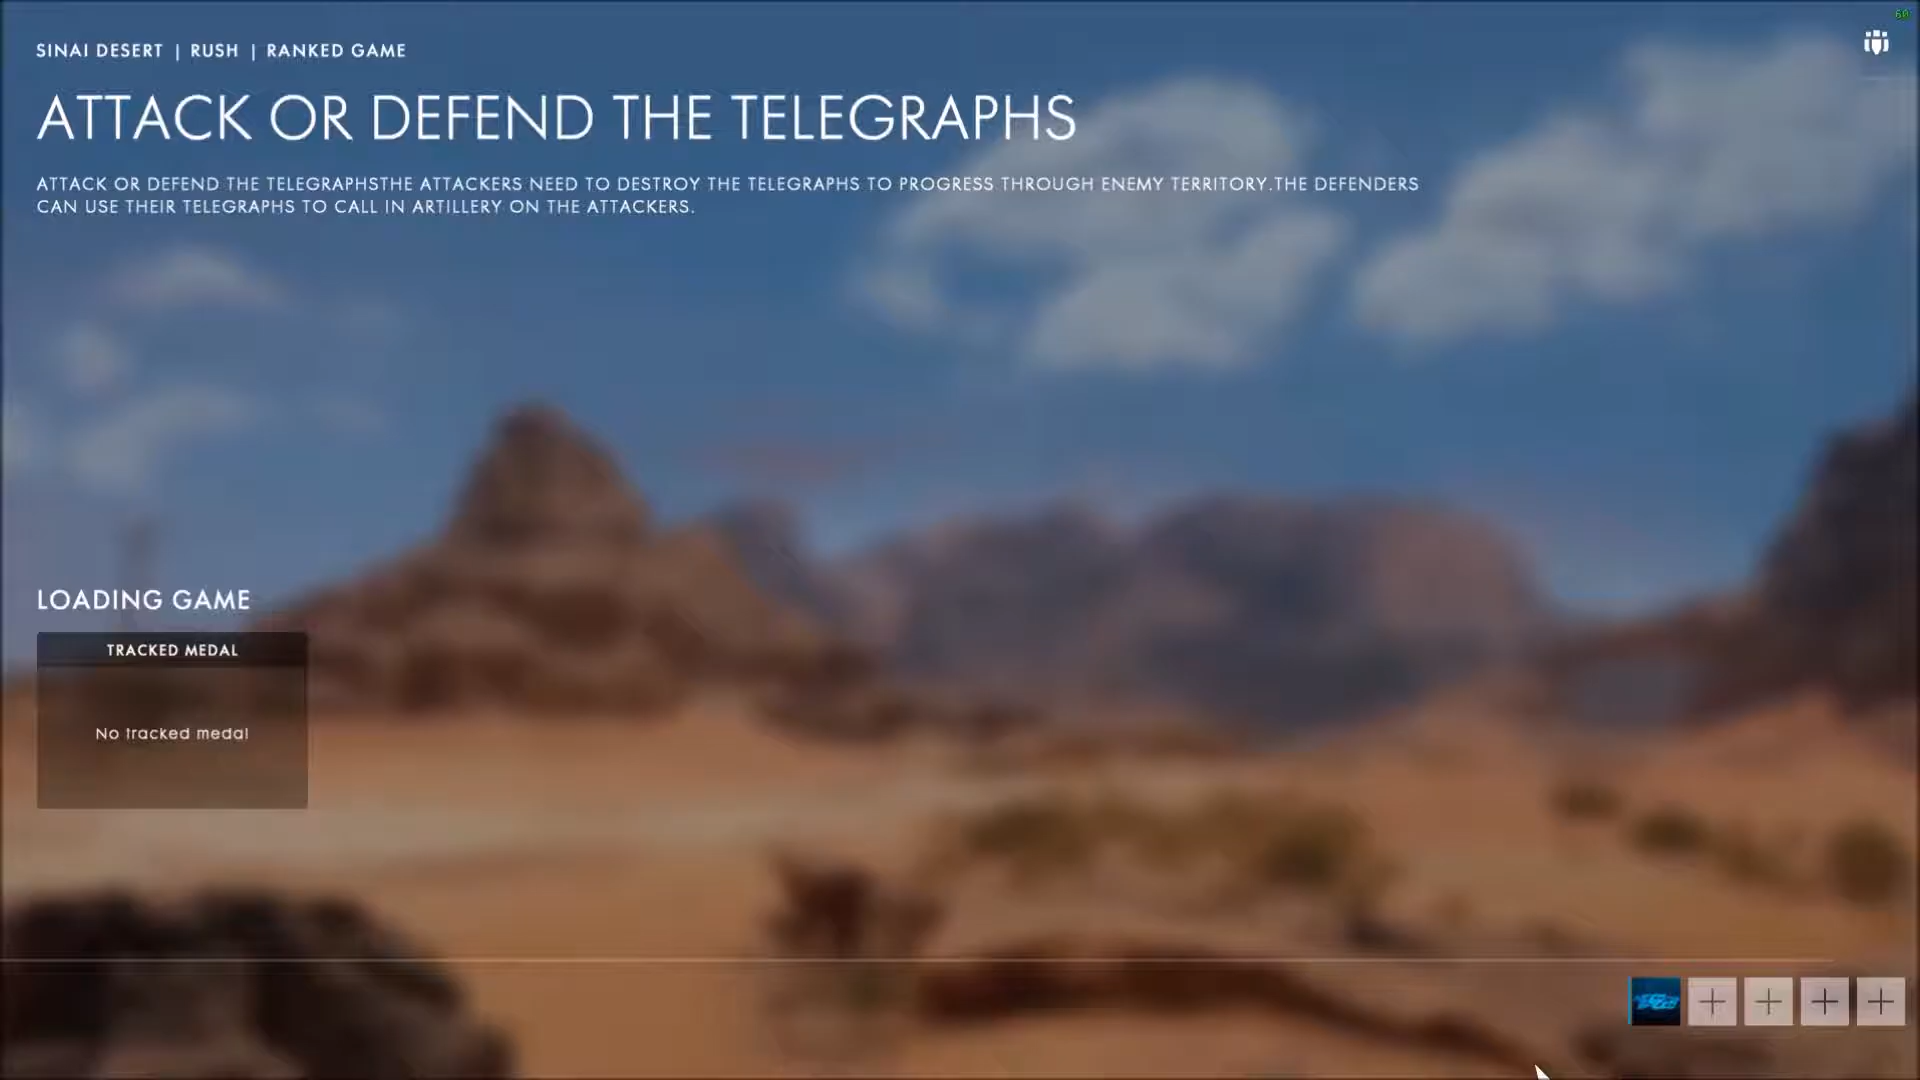 60
SINAI DESERT | RUSH | RANKED GAME
ATTACK OR DEFEND THE TELEGRAPHS
ATTACK OR DEFEND THE TELEGRAPHSTHE ATTACKERS NEED TO DESTROY THE TELEGRAPHS TO PROGRESS THROUGH ENEMY TERRITORY.THE DEFENDERS
CAN USE THEIR TELEGRAPHS TO CALL IN ARTILLERY ON THE ATTACKERS.
LOADING GAME
TRACKED MEDAL
No tracked medal